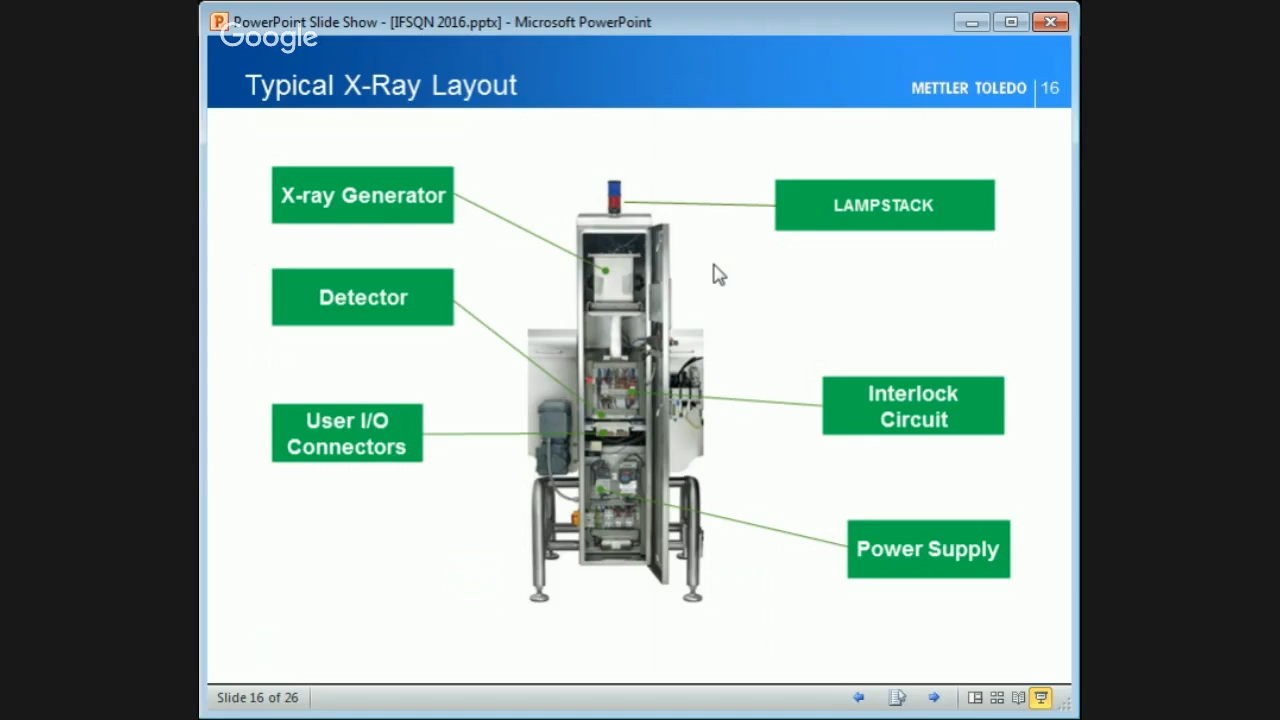 PowerPoint Slide Show - [IFSQN 2016.pptx] - Microsoft PowerPoint
Google
Typical X-Ray Layout
METTLER TOLEDO 16
X-ray Generator
LAMPSTACK
Detector
Interlock
Circuit
User I/O
Connectors
Power Supply
Slide 16 of 26